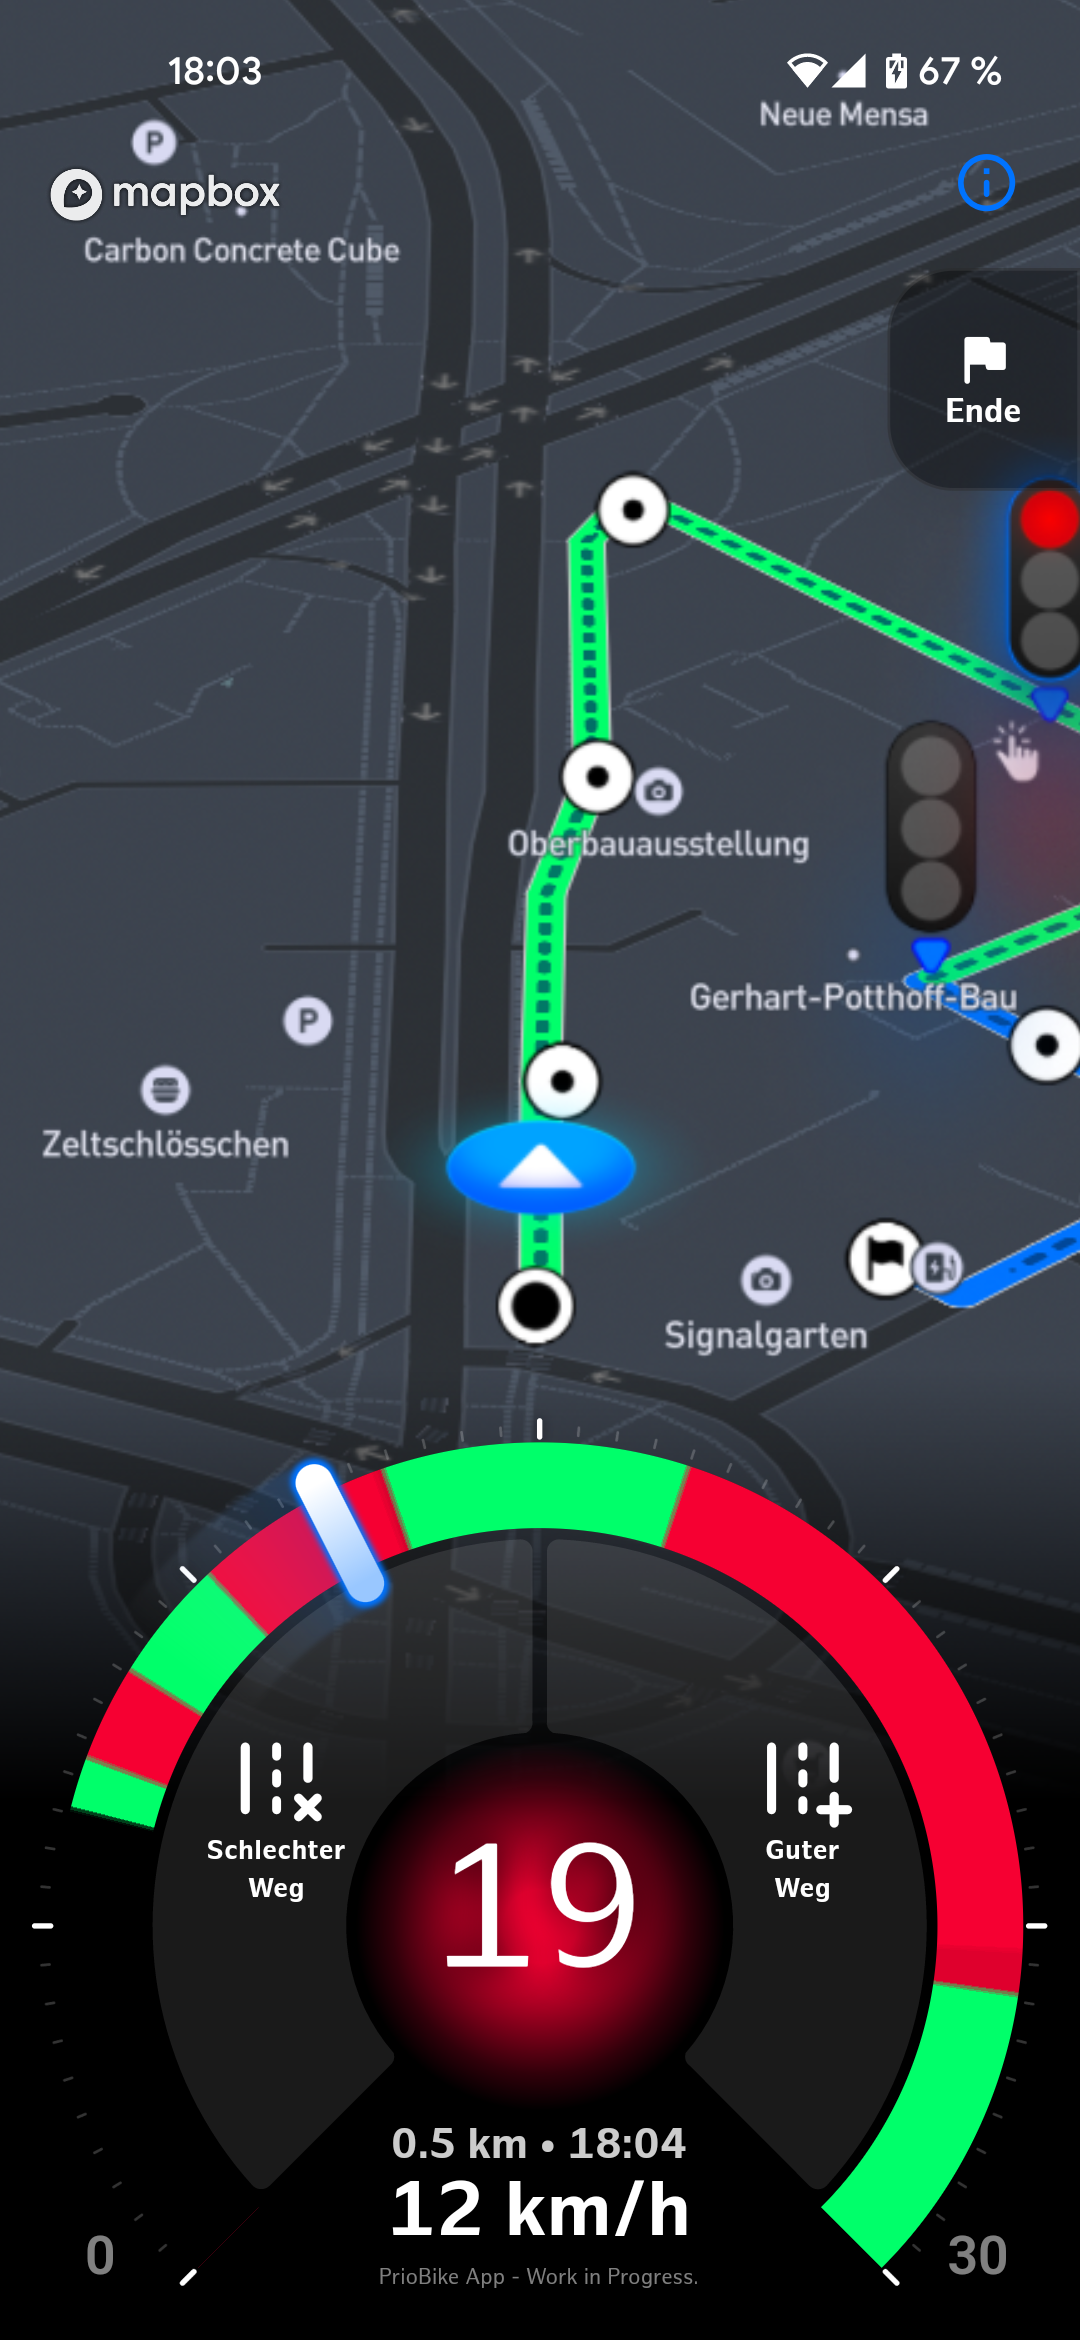 18:03
67 %
Neue Mensa
P
mapbox
Carbon Concrete Cube
Ende
Oberbauausstellung
Gerhart-Potthoff-Bau
P
Zeltschlösschen
Signalgarten
Schlechter
Weg
Guter
Weg
19
0.5 km • 18:04
12 km/h
0
30
PrioBike App - Work in Progress.